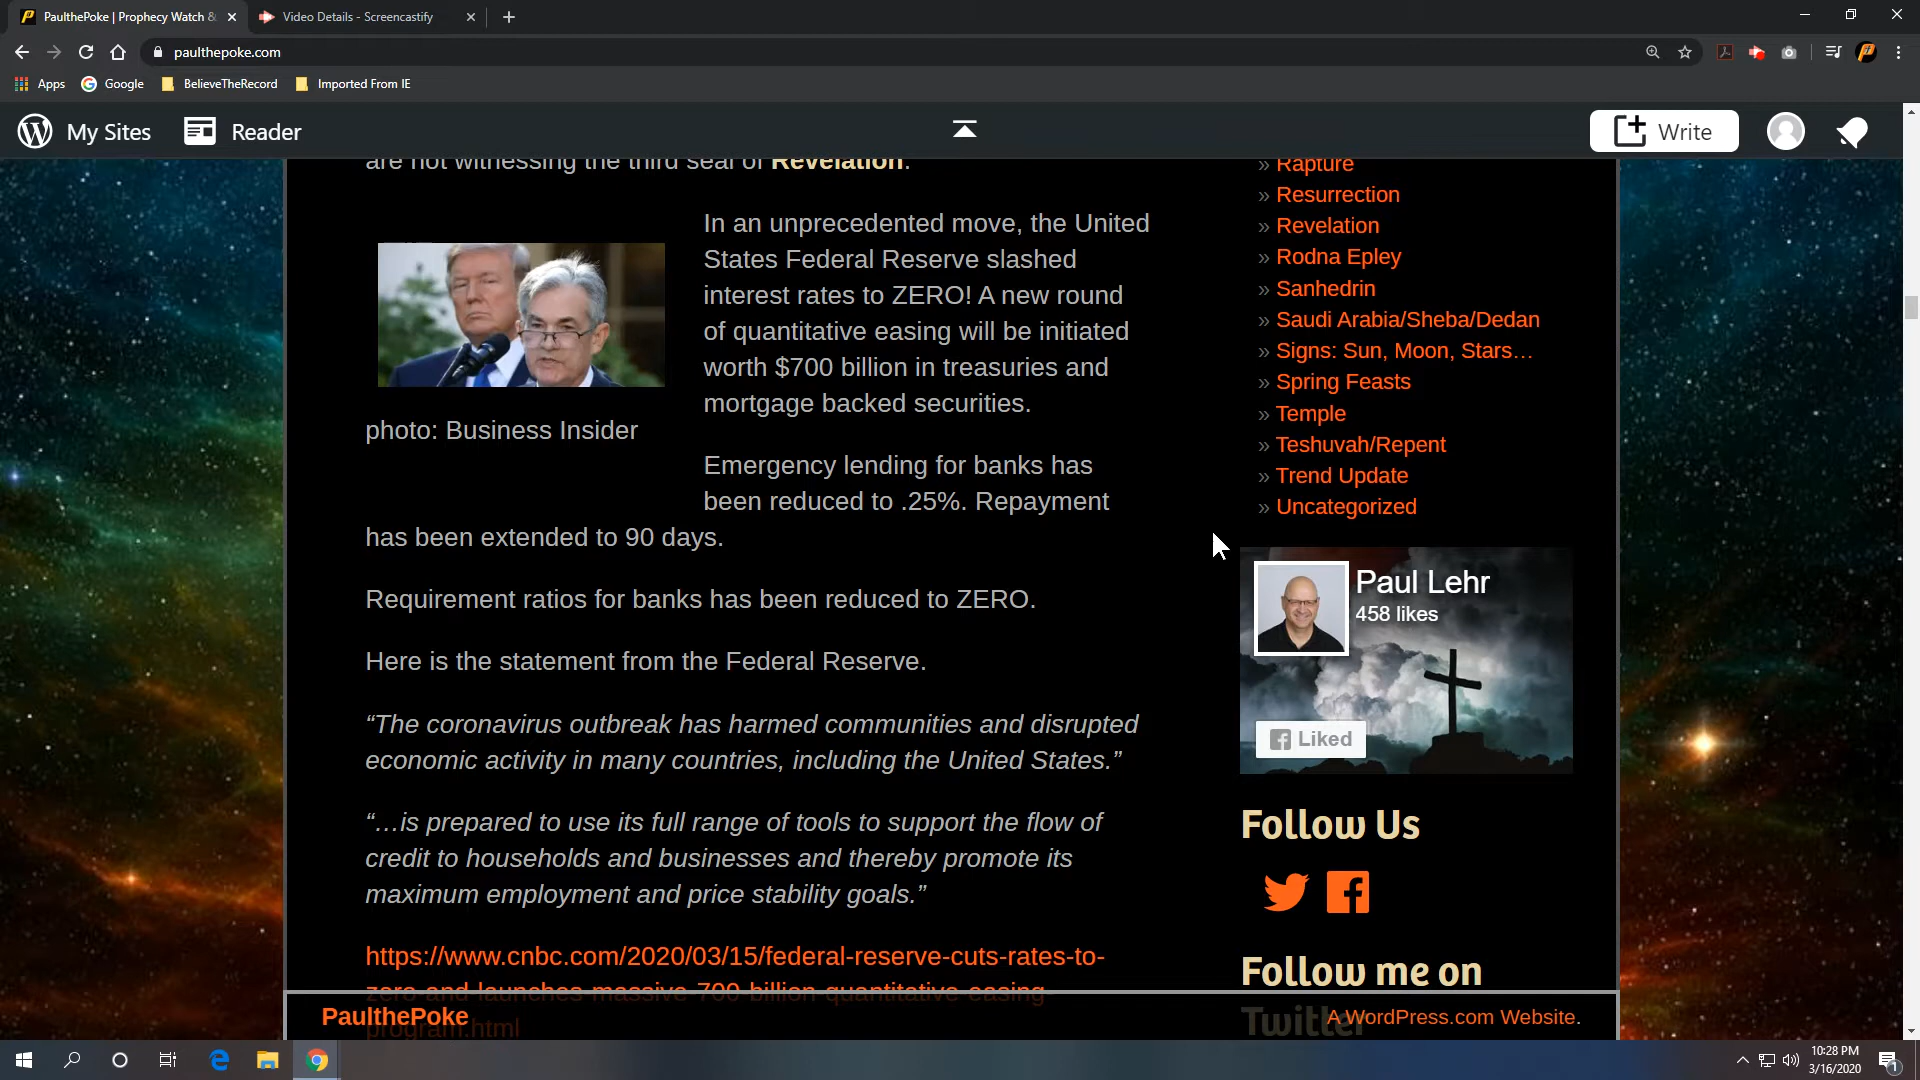 PaulthePoke | Prophecy Watch &
Video Details - Screencastify
paulthepoke.com
Apps
Google
BelieveTheRecord
Imported From IE
My Sites
Reader
Write
are not witnessing the third seal of Revelation.
In an unprecedented move, the United
States Federal Reserve slashed
interest rates to ZERO! A new round
of quantitative easing will be initiated
worth $700 billion in treasuries and
mortgage backed securities.
photo: Business Insider
Emergency lending for banks has
been reduced to .25%. Repayment
has been extended to 90 days.
Requirement ratios for banks has been reduced to ZERO.
Here is the statement from the Federal Reserve.
“The coronavirus outbreak has harmed communities and disrupted
economic activity in many countries, including the United States.”
“…is prepared to use its full range of tools to support the flow of
credit to households and businesses and thereby promote its
maximum employment and price stability goals.”
https://www.cnbc.com/2020/03/15/federal-reserve-cuts-rates-to-
zero-and-launches-massive-700-billion-quantitative-easing-
program.html
» Rapture
» Resurrection
» Revelation
» Rodna Epley
» Sanhedrin
» Saudi Arabia/Sheba/Dedan
» Signs: Sun, Moon, Stars…
» Spring Feasts
» Temple
» Teshuvah/Repent
» Trend Update
» Uncategorized
Paul Lehr
458 likes
Liked
Follow Us
Follow me on
Twitter
PaulthePoke
A WordPress.com Website.
10:28 PM
3/16/2020
1